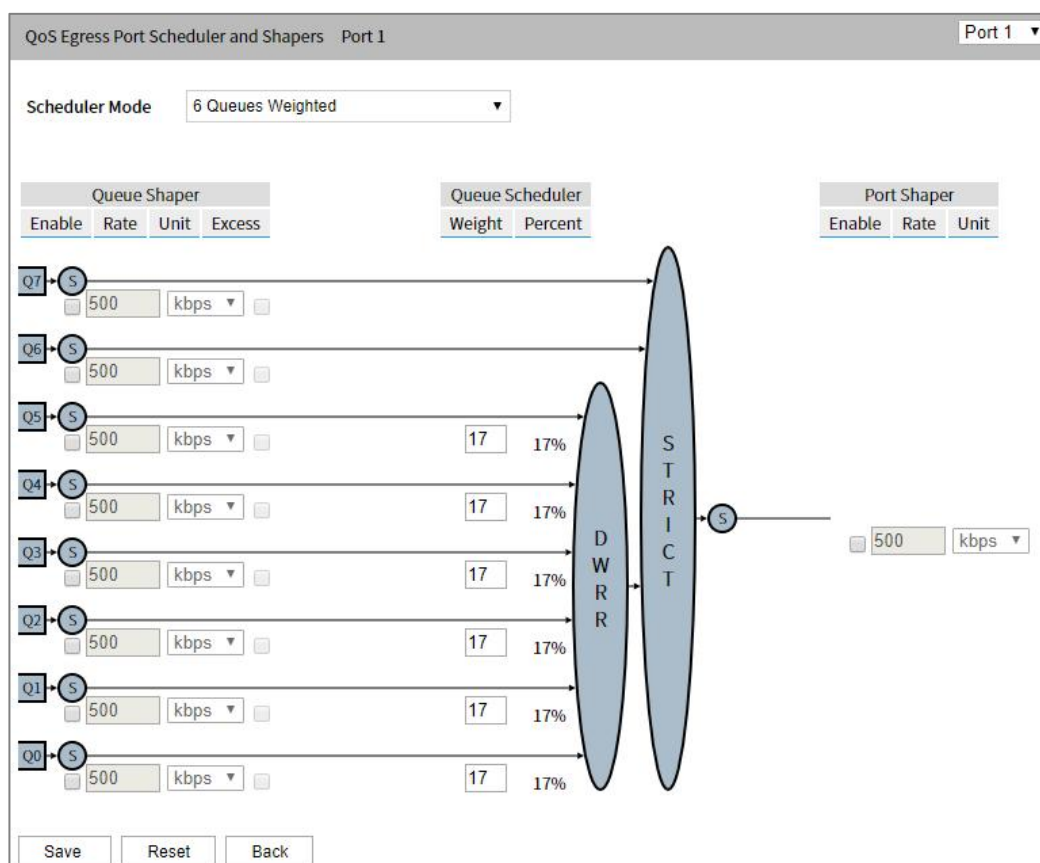 QoS Egress Port Scheduler and Shapers Port 1 Port 1
Scheduler Mode 6 Queues Weighted
Queue Shaper Queue Scheduler Port Shaper
Enable Rate Unit Excess Weight Percent Enable Rate Unit
Q7 S
500 kbps
Q6 S
500 kbps
Q5 S
500 kbps 17 17%
Q4 S
500 kbps 17 17%
Q3 S
500 kbps 17 17%
Q2 S
500 kbps 17 17%
Q1 S
500 kbps 17 17%
Q0 S
500 kbps 17 17%
DWRR
STRICT
S
500 kbps
Save Reset Back